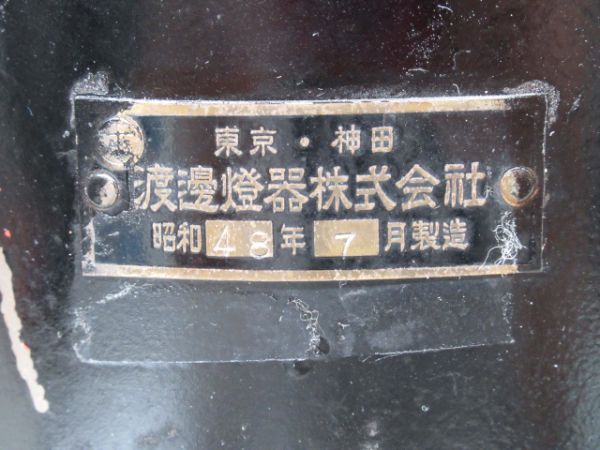 東京・神田
渡邊燈器株式会社
昭和48年7月製造